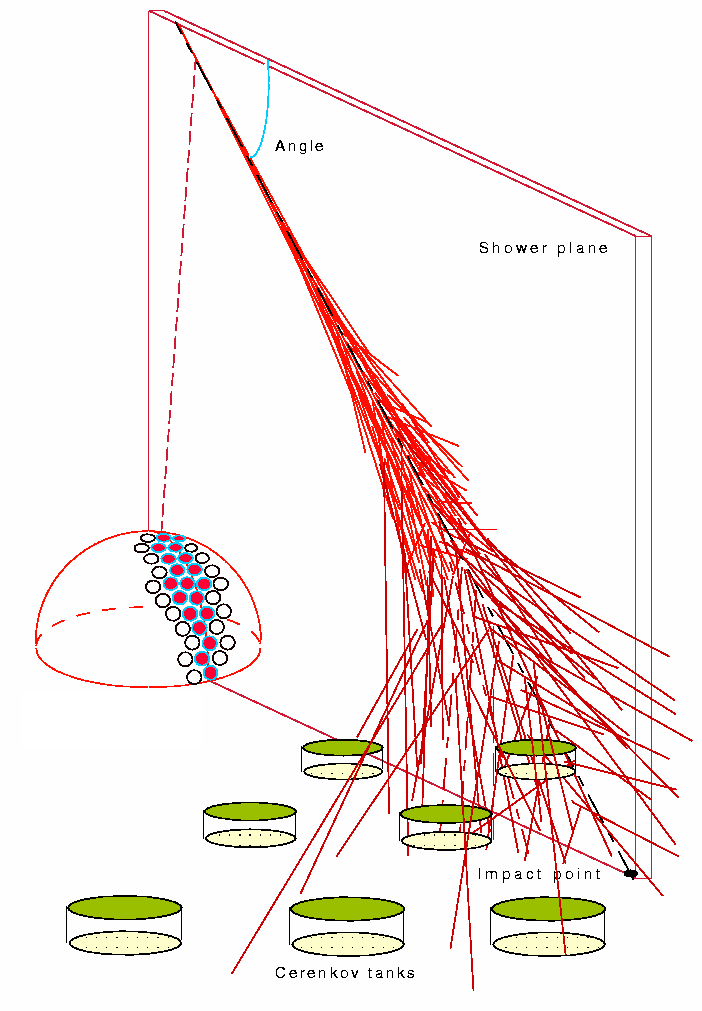 Angle
Shower plane
Impact point
Cerenkov tanks